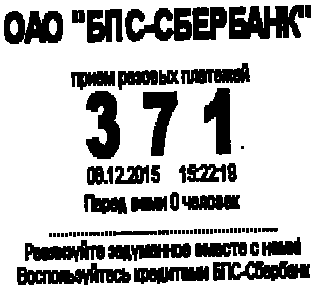 ОАО "БПС-СБЕРБАНК"
прием разовых платежей
371
09.12.2015 15:22:19
Перед вами 0 человек
Реализуйте задуманное вместе с нами!
Воспользуйтесь кредитами БПС-Сбербанк